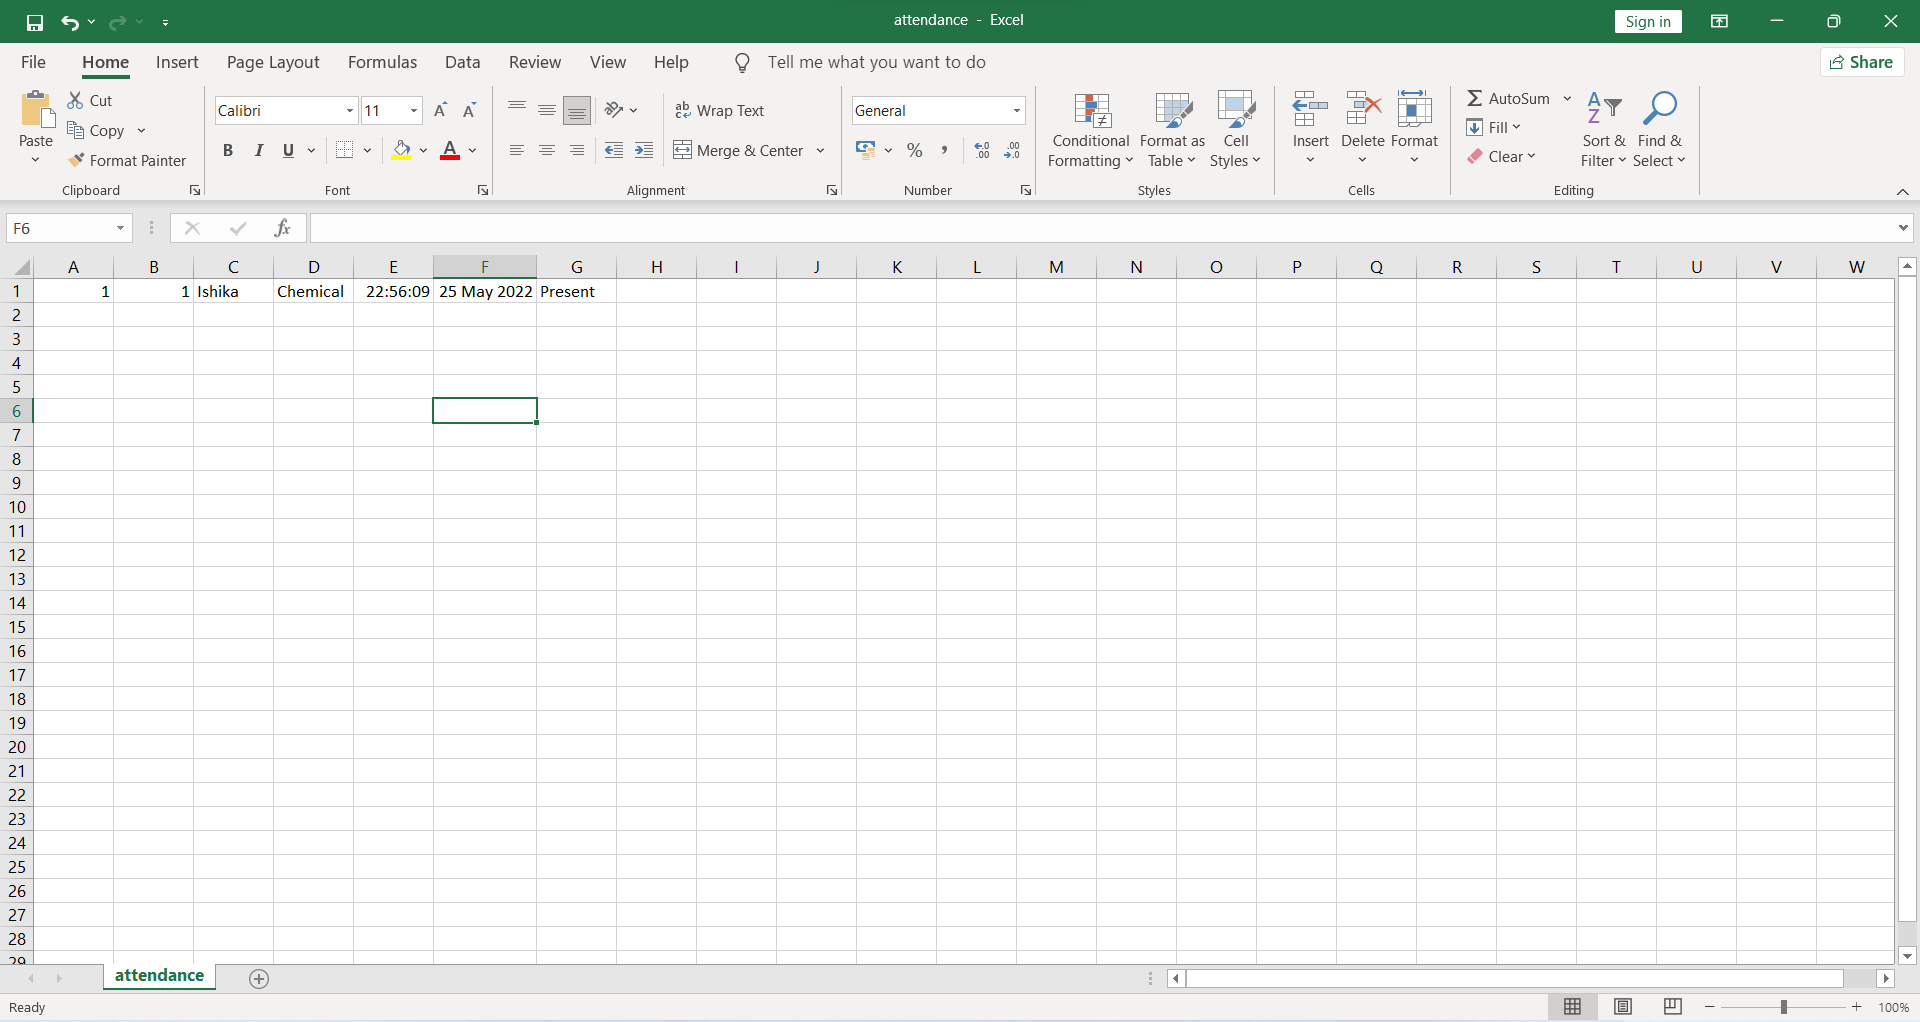 attendance - Excel
Sign in
File Home Insert Page Layout Formulas Data Review View Help Tell me what you want to do Share
Paste
Cut
Copy
Format Painter
Clipboard
Calibri 11
B I U
Font
Wrap Text
Merge & Center
Alignment
General
Number
Conditional Formatting
Format as Table
Cell Styles
Styles
Insert Delete Format
Cells
AutoSum
Fill
Clear
Sort & Filter
Find & Select
Editing
F6 fx
A B C D E F G H I J K L M N O P Q R S T U V W
1 1 1 Ishika Chemical 22:56:09 25 May 2022 Present
2
3
4
5
6
7
8
9
10
11
12
13
14
15
16
17
18
19
20
21
22
23
24
25
26
27
28
29
attendance
Ready 100%